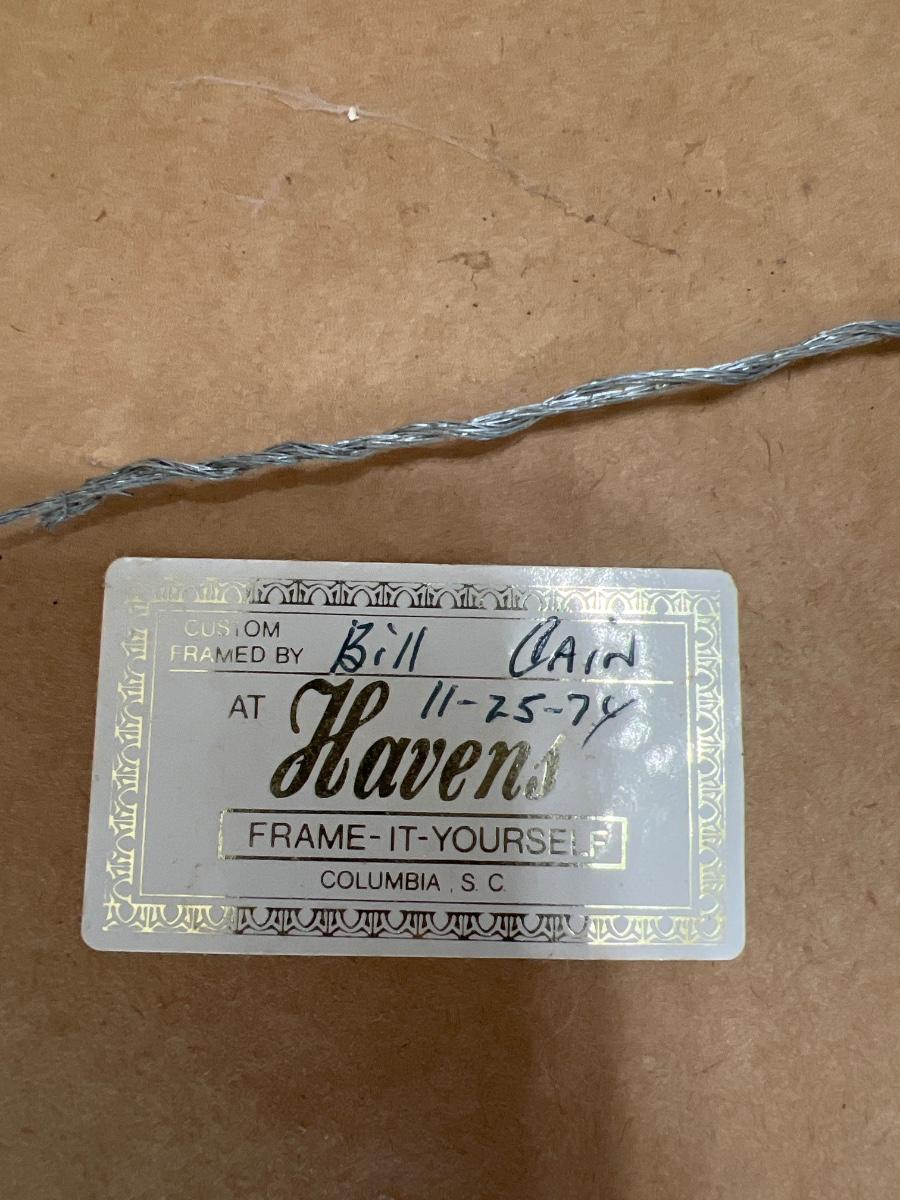 CUSTOM
FRAMED BY Bill CAiN
AT Havens 11-25-74
FRAME-IT-YOURSELF
COLUMBIA, S. C.